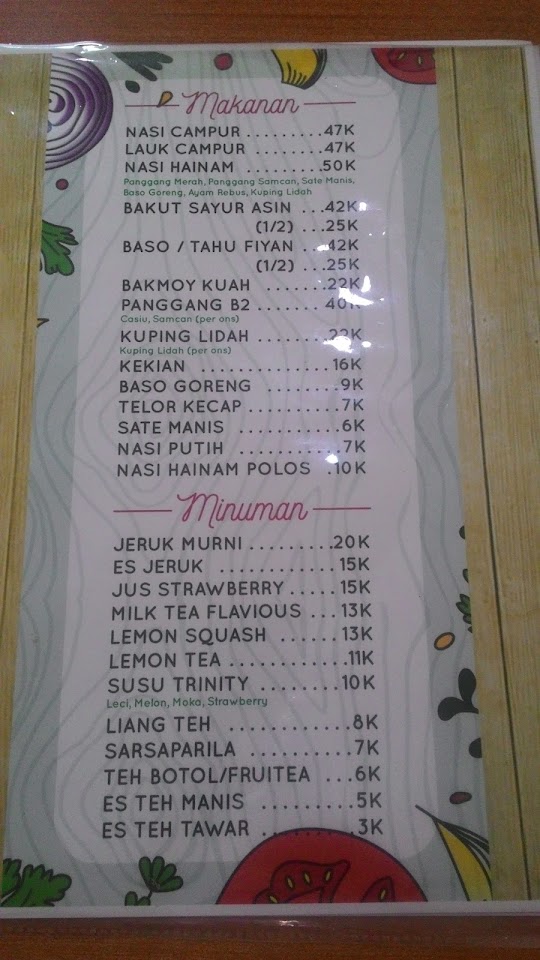 Makanan
NASI CAMPUR .........47K
LAUK CAMPUR ........47K
NASI HAINAM .........50K
Panggang Merah, Panggang Samcan, Sate Manis,
Baso Goreng, Ayam Rebus, Kuping Lidah
BAKUT SAYUR ASIN ...42K
(1/2) ...25K
BASO / TAHU FIYAN ...42K
(1/2) ...25K
BAKMOY KUAH .......22K
PANGGANG B2 ....... 40K
Casiu, Samcan (per ons)
KUPING LIDAH ........22K
Kuping Lidah (per ons)
KEKIAN ..............16K
BASO GORENG ........9K
TELOR KECAP ..........7K
SATE MANIS ...........6K
NASI PUTIH ...........7K
NASI HAINAM POLOS .10K
Minuman
JERUK MURNI .........20K
ES JERUK ............15K
JUS STRAWBERRY .....15K
MILK TEA FLAVIOUS ...13K
LEMON SQUASH ......13K
LEMON TEA ............11K
SUSU TRINITY ........10K
Leci, Melon, Moka, Strawberry
LIANG TEH ............8K
SARSAPARILA ..........7K
TEH BOTOL/FRUITEA ...6K
ES TEH MANIS .........5K
ES TEH TAWAR .........3K